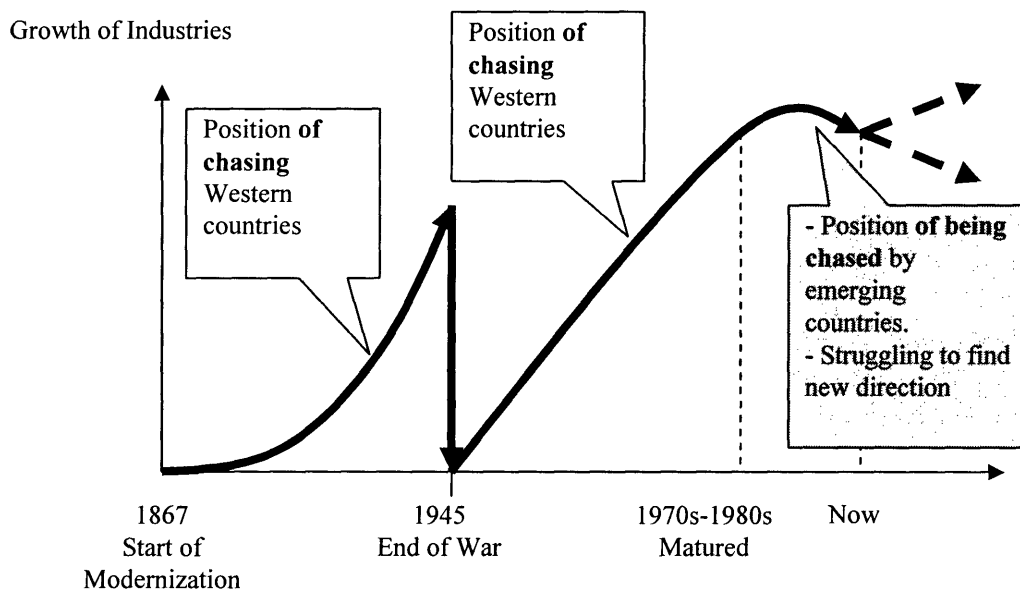 Growth of Industries
Position of
chasing
Western
countries
Position of
chasing
Western
countries
- Position of being
chased by
emerging
countries.
- Struggling to find
new direction
1867
Start of
Modernization
1945
End of War
1970s-1980s
Matured
Now